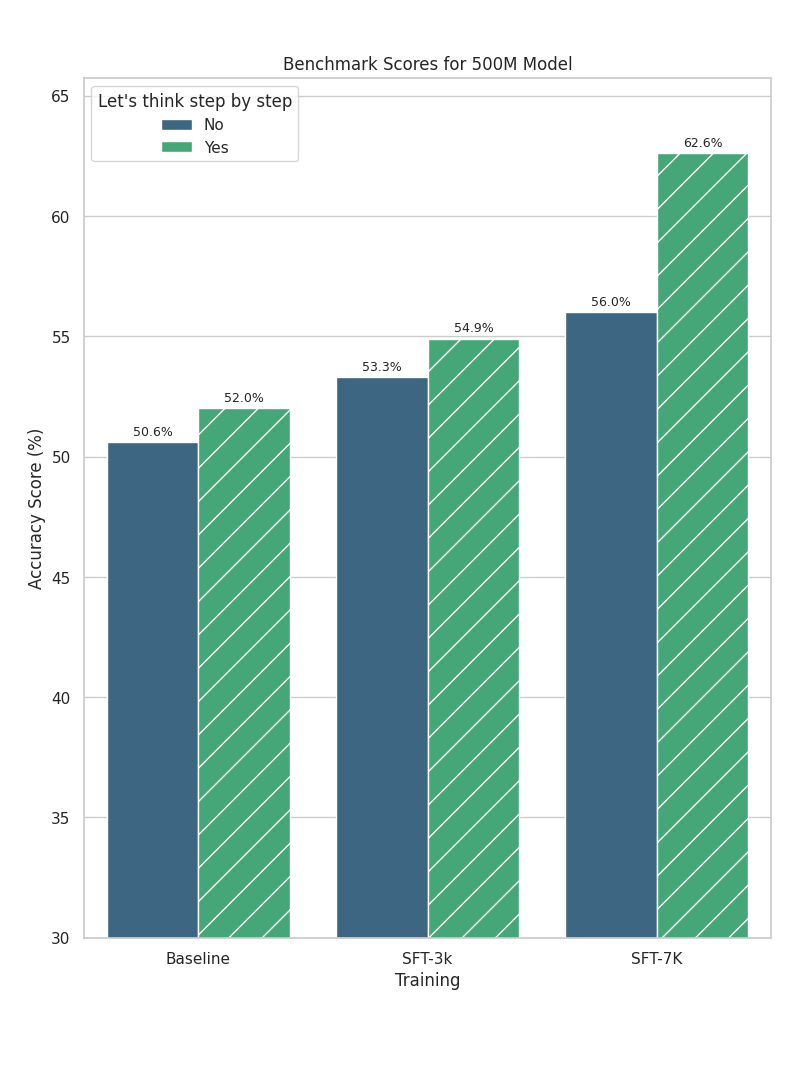 Benchmark Scores for 500M Model
Let's think step by step
No
Yes
Accuracy Score (%)
65
60
55
50
45
40
35
30
50.6%
52.0%
53.3%
54.9%
56.0%
62.6%
Baseline
SFT-3k
SFT-7K
Training